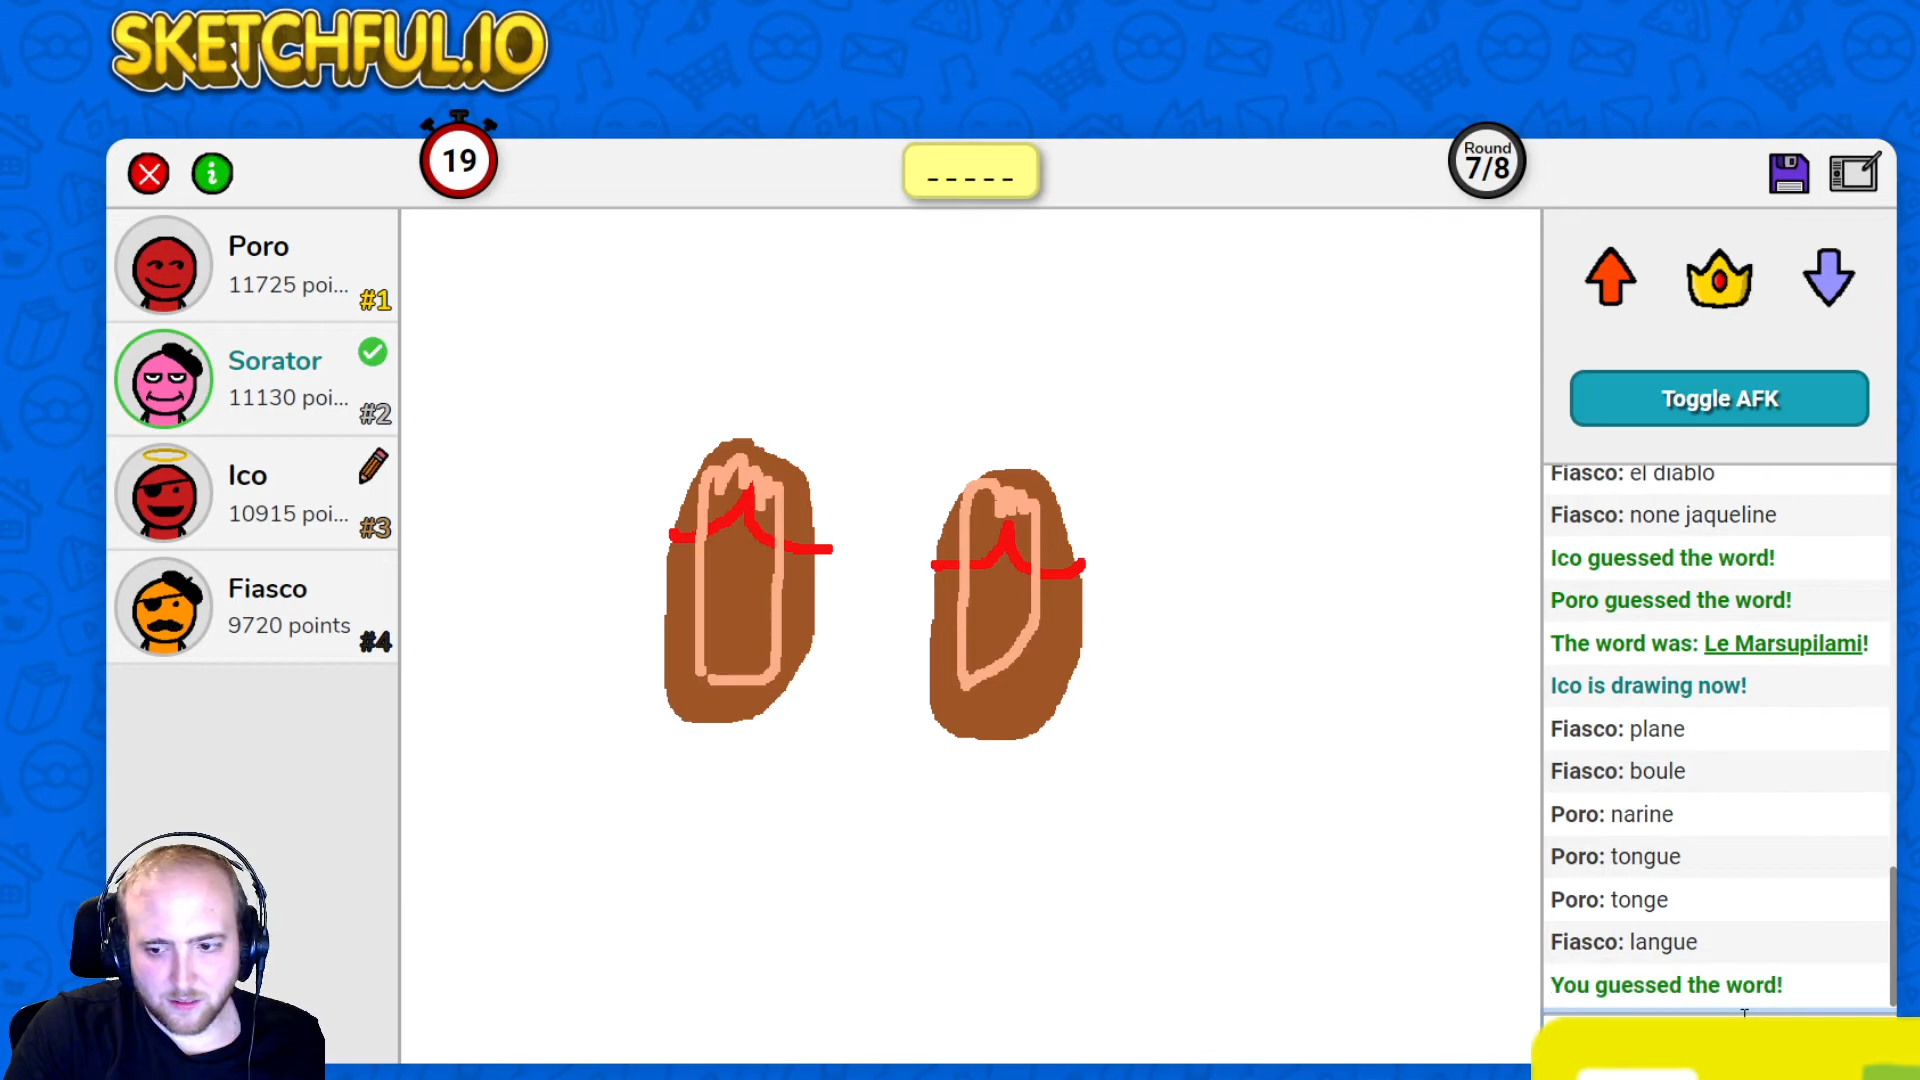 SKETCHFUL.IO
19
_ _ _ _ _
Round
7/8
Poro
11725 poi...
#1
Sorator
11130 poi...
#2
Ico
10915 poi...
#3
Fiasco
9720 points
#4
Toggle AFK
Fiasco: el diablo
Fiasco: none jaqueline
Ico guessed the word!
Poro guessed the word!
The word was: Le Marsupilami!
Ico is drawing now!
Fiasco: plane
Fiasco: boule
Poro: narine
Poro: tongue
Poro: tonge
Fiasco: langue
You guessed the word!